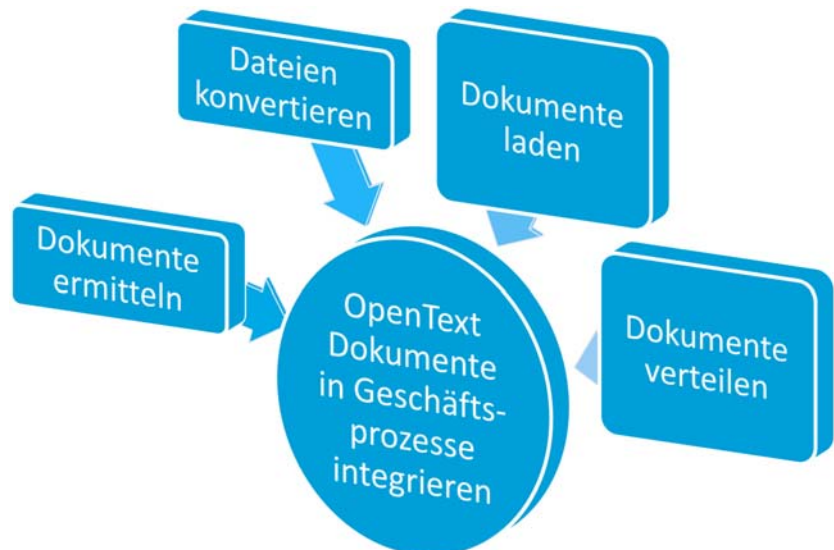 Dateien
konvertieren
Dokumente
laden
Dokumente
ermitteln
OpenText
Dokumente
in Geschäfts-
prozesse
integrieren
Dokumente
verteilen